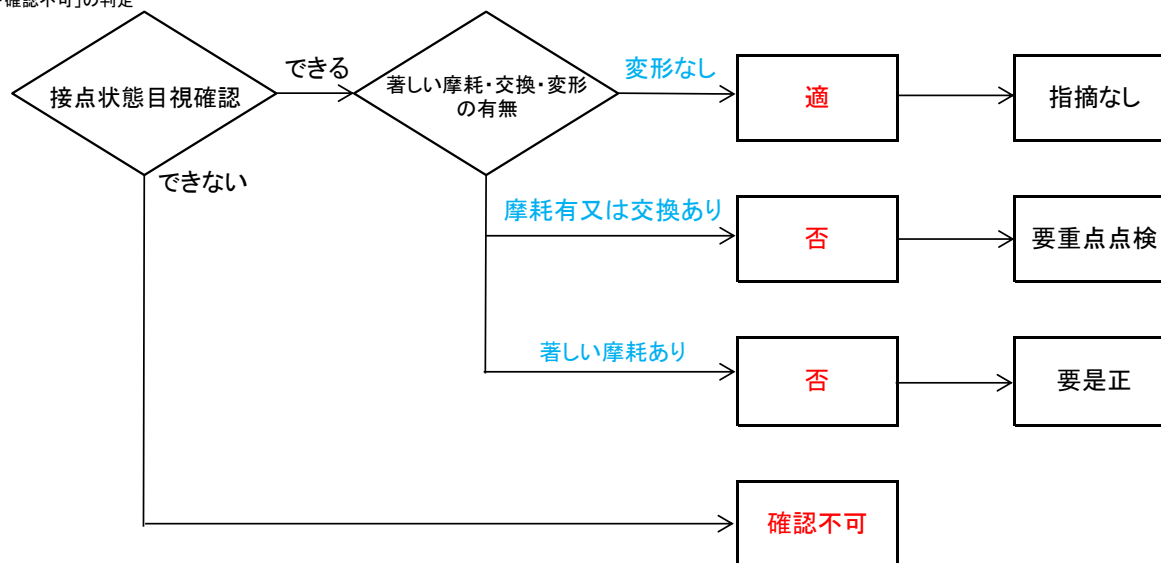 確認不可」の判定
接点状態目視確認
できる
著しい摩耗・交換・変形
の有無
変形なし
適
指摘なし
できない
摩耗有又は交換あり
否
要重点点検
著しい摩耗あり
否
要是正
確認不可